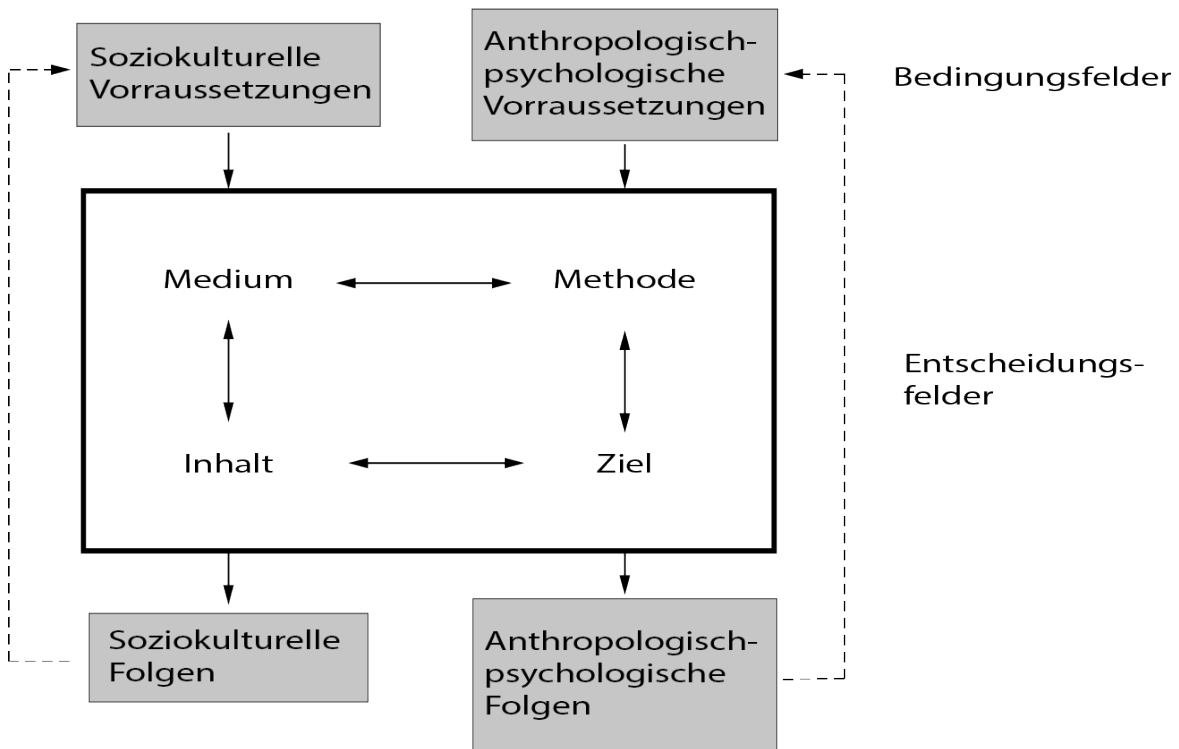 Soziokulturelle
Vorraussetzungen
Anthropologisch-
psychologische
Vorraussetzungen
Bedingungsfelder
Medium
Methode
Inhalt
Ziel
Entscheidungs-
felder
Soziokulturelle
Folgen
Anthropologisch-
psychologische
Folgen